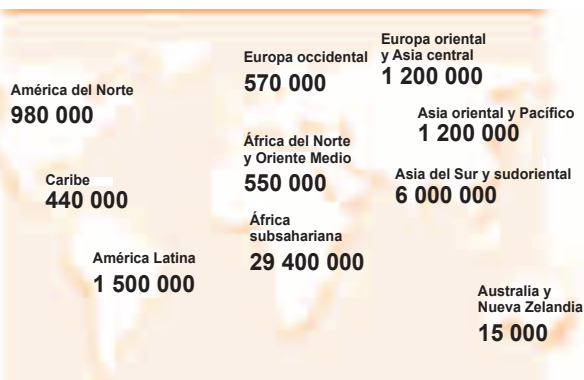 América del Norte
980 000
Caribe
440 000
América Latina
1 500 000
Europa occidental
570 000
África del Norte
y Oriente Medio
550 000
África
subsahariana
29 400 000
Europa oriental
y Asia central
1 200 000
Asia oriental y Pacífico
1 200 000
Asia del Sur y sudoriental
6 000 000
Australia y
Nueva Zelandia
15 000